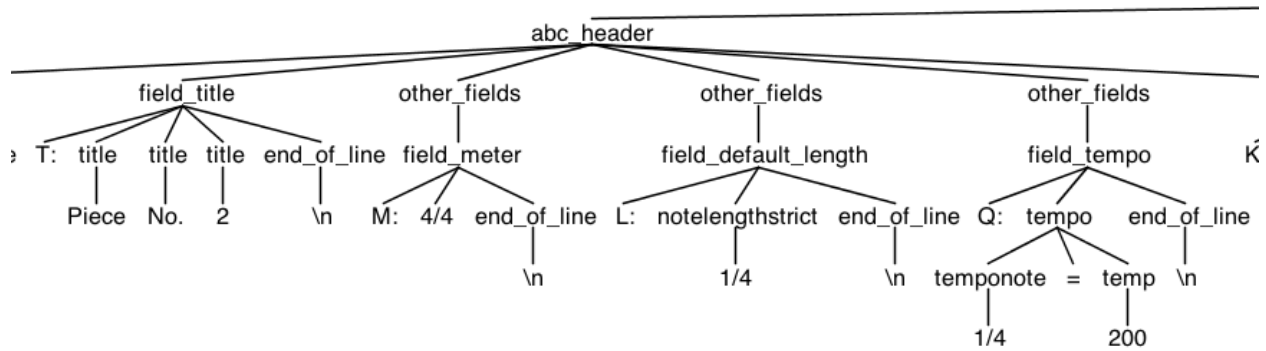 abc_header
field_title other_fields other_fields other_fields
e T: title title title end_of_line field_meter field_default_length field_tempo K
Piece No. 2 \n M: 4/4 end_of_line L: notelengthstrict end_of_line Q: tempo end_of_line
\n 1/4 \n temponote = temp \n
1/4 200